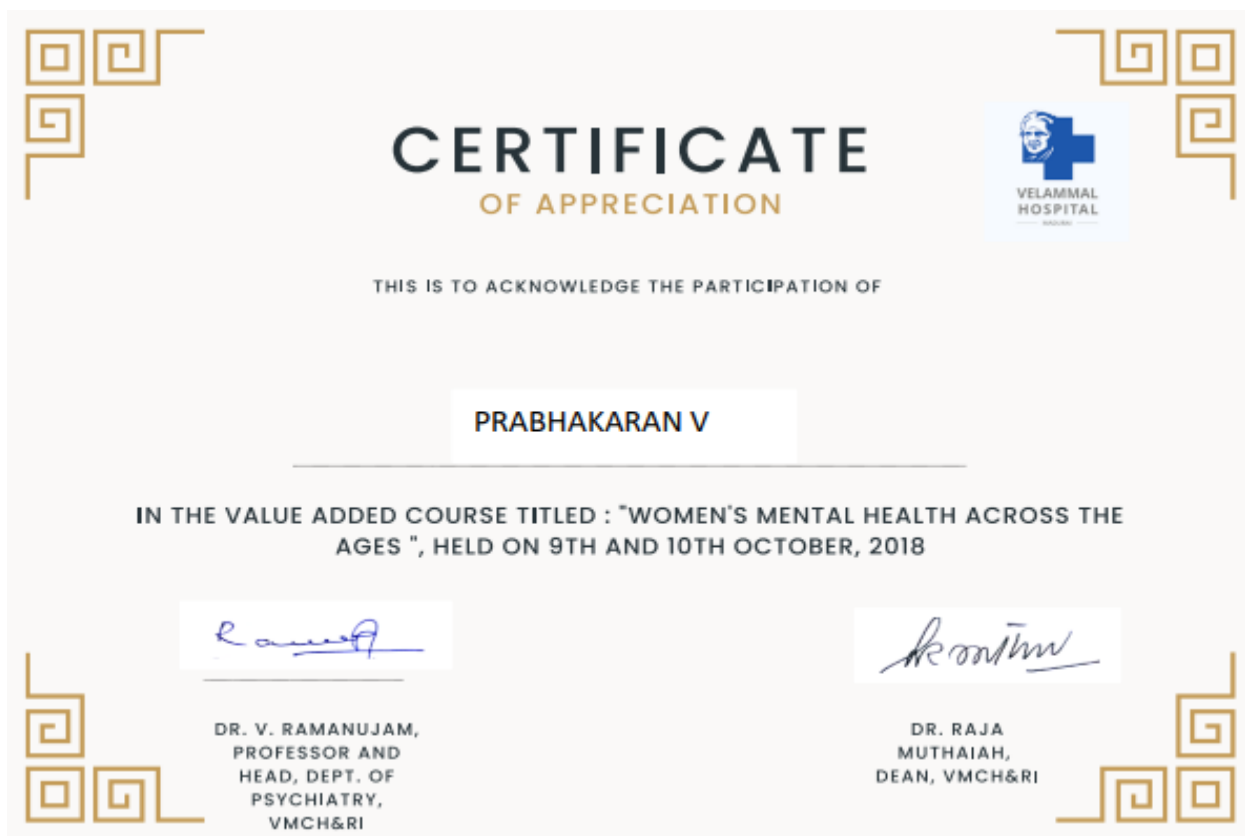 CERTIFICATE
OF APPRECIATION
VELAMMAL
HOSPITAL
MADURAI
THIS IS TO ACKNOWLEDGE THE PARTICIPATION OF
PRABHAKARAN V
IN THE VALUE ADDED COURSE TITLED : "WOMEN'S MENTAL HEALTH ACROSS THE
AGES ", HELD ON 9TH AND 10TH OCTOBER, 2018
DR. V. RAMANUJAM,
PROFESSOR AND
HEAD, DEPT. OF
PSYCHIATRY,
VMCH&RI
DR. RAJA
MUTHAIAH,
DEAN, VMCH&RI